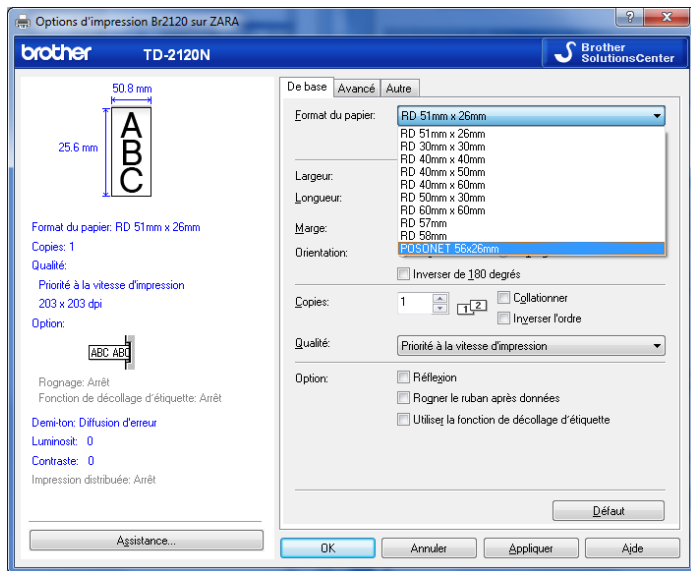 Options d'impression Br2120 sur ZARA
brother TD-2120N
Brother SolutionsCenter
50.8 mm
25.6 mm
A
B
C
Format du papier: RD 51mm x 26mm
Copies: 1
Qualité:
Priorité à la vitesse d'impression
203 x 203 dpi
Option:
ABC ABC
Rognage: Arrêt
Fonction de décollage d'étiquette: Arrêt
Demi-ton: Diffusion d'erreur
Luminosit: 0
Contraste: 0
Impression distribuée: Arrêt
Assistance...
De base Avancé Autre
Format du papier: RD 51mm x 26mm
RD 51mm x 26mm
RD 30mm x 30mm
RD 40mm x 40mm
RD 40mm x 50mm
RD 40mm x 60mm
RD 50mm x 30mm
RD 60mm x 60mm
RD 57mm
RD 58mm
POSONET 56x26mm
Largeur:
Longueur:
Marge:
Orientation:
Inverser de 180 degrés
Copies: 1 1 2 Collationner
Inverser l'ordre
Qualité: Priorité à la vitesse d'impression
Option: Réflexion
Rogner le ruban après données
Utiliser la fonction de décollage d'étiquette
Défaut
OK Annuler Appliquer Aide